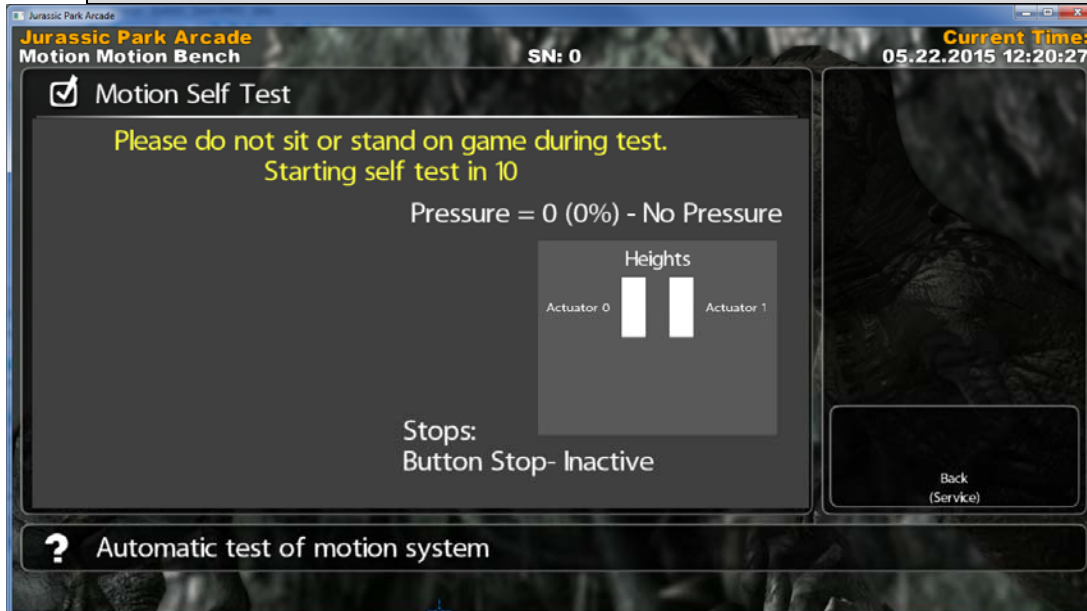 Jurassic Park Arcade
Jurassic Park Arcade
Motion Motion Bench
SN: 0
Current Time:
05.22.2015 12:20:27
Motion Self Test
Please do not sit or stand on game during test.
Starting self test in 10
Pressure = 0 (0%) - No Pressure
Heights
Actuator 0
Actuator 1
Stops:
Button Stop- Inactive
Back
(Service)
? Automatic test of motion system